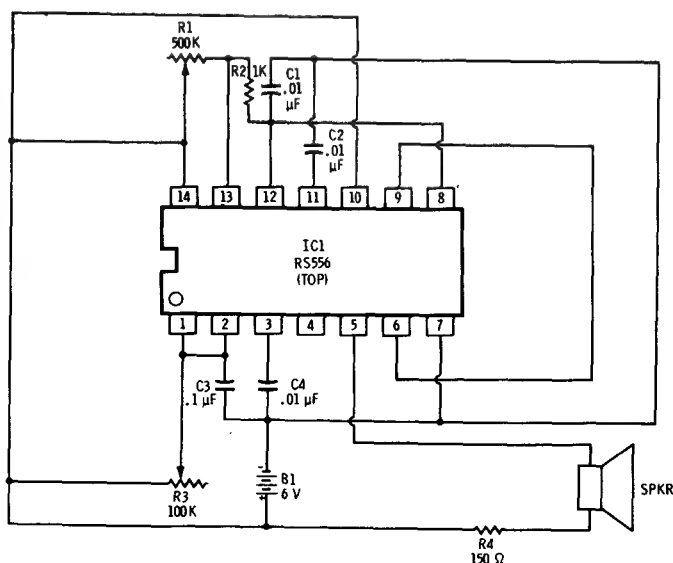 R1
500K
R2 1K
C1
.01
µF
C2
.01
µF
14 13 12 11 10 9 8
IC1
RS556
(TOP)
1 2 3 4 5 6 7
C3
.1 µF
C4
.01 µF
-
B1
6 V
+
R3
100K
SPKR
R4
150 Ω